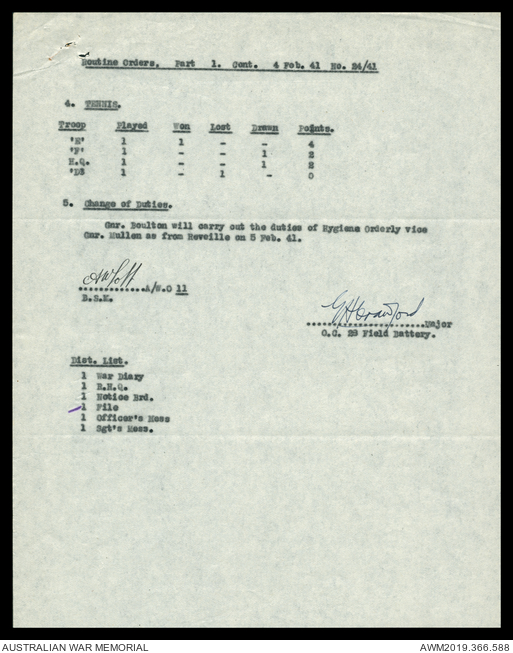 Routine Orders, Part 1. Cont. 4 Feb. 41 No. 24/41
4. TENNIS.
Troop Played Won Lost Drawn Points.
'E' 1 1 - - 4
'F' 1 - - 1 2
H.Q. 1 - - 1 2
'D' 1 - 1 - 0
5. Change of Duties.
Gnr. Boulton will carry out the duties of Hygiene Orderly vice
Gnr. Mullen as from Reveille on 5 Feb. 41.
A/W.O 11
B.S.M.
GHCrawford Major
O.C. 29 Field Battery.
Dist. List.
1 War Diary
1 R.H.Q.
1 Notice Brd.
1 File
1 Officer's Mess
1 Sgt's Mess.
AUSTRALIAN WAR MEMORIAL
AWM2019.366.588